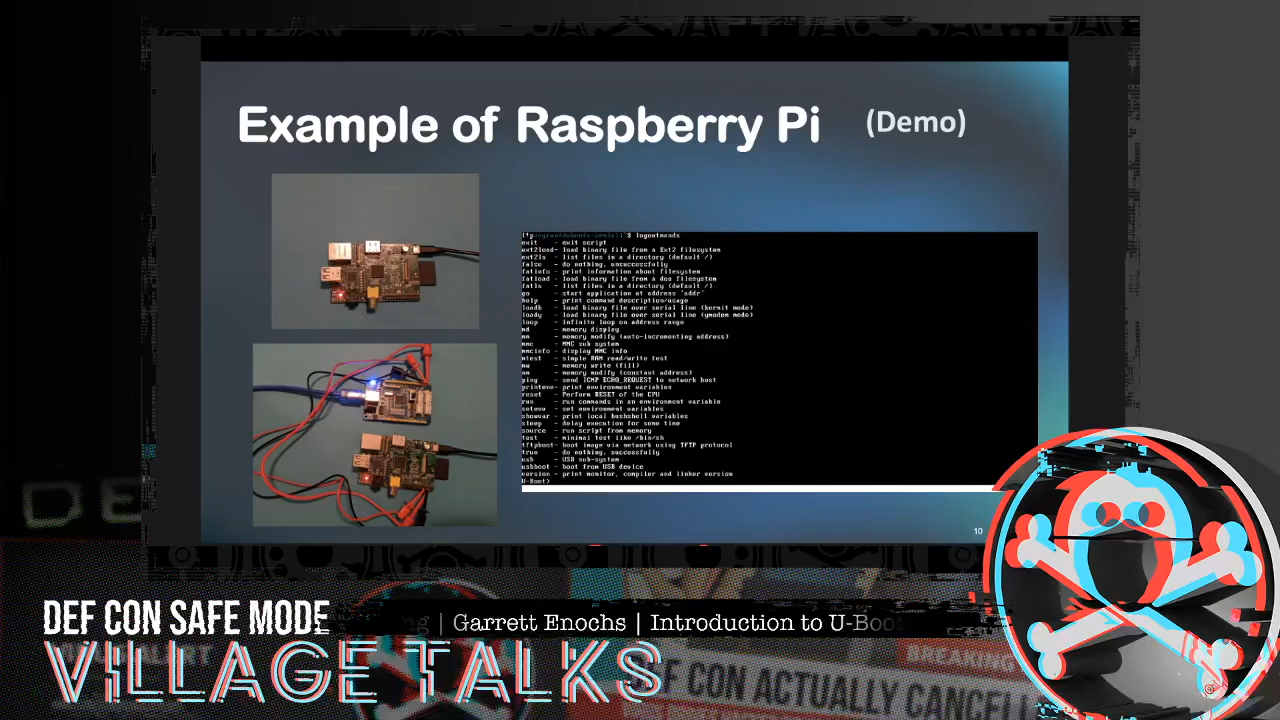 Example of Raspberry Pi (Demo)
exit - exit script
ext2load- load binary file from a Ext2 filesystem
ext2ls - list files in a directory (default /)
false - do nothing, unsuccessfully
fatinfo - print information about filesystem
fatload - load binary file from a dos filesystem
fatls - list files in a directory (default /)
go - start application at address 'addr'
help - print command description/usage
loadb - load binary file over serial line (kermit mode)
loady - load binary file over serial line (ymodem mode)
loop - infinite loop on address range
md - memory display
mm - memory modify (auto-incrementing address)
mmc - MMC sub system
mmcinfo - display MMC info
mtest - simple RAM read/write test
mw - memory write (fill)
nm - memory modify (constant address)
ping - send ICMP ECHO_REQUEST to network host
printenv- print environment variables
reset - Perform RESET of the CPU
run - run commands in an environment variable
setenv - set environment variables
showvar - print local hushshell variables
sleep - delay execution for some time
source - run script from memory
test - minimal test like /bin/sh
tftpboot- boot image via network using TFTP protocol
true - do nothing, successfully
usb - USB sub-system
usbboot - boot from USB device
version - print monitor, compiler and linker version
U-Boot>
10
DEF CON SAFE MODE
| Garrett Enochs | Introduction to U-Boo
VILLAGE TALKS
BREAKING
DEF CON ACTUALLY CANCELL